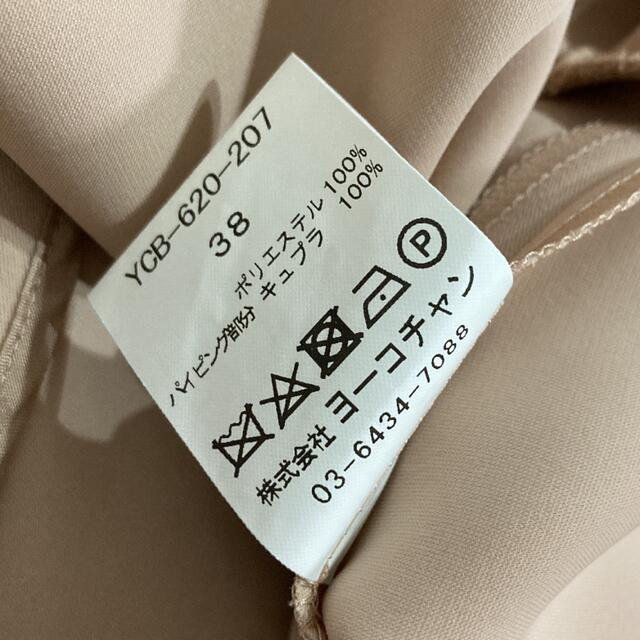 YCB-620-207
38
ポリエステル 100%
パイピング部分 キュプラ 100%
P
株式会社 ヨーコチャン
03-6434-7088